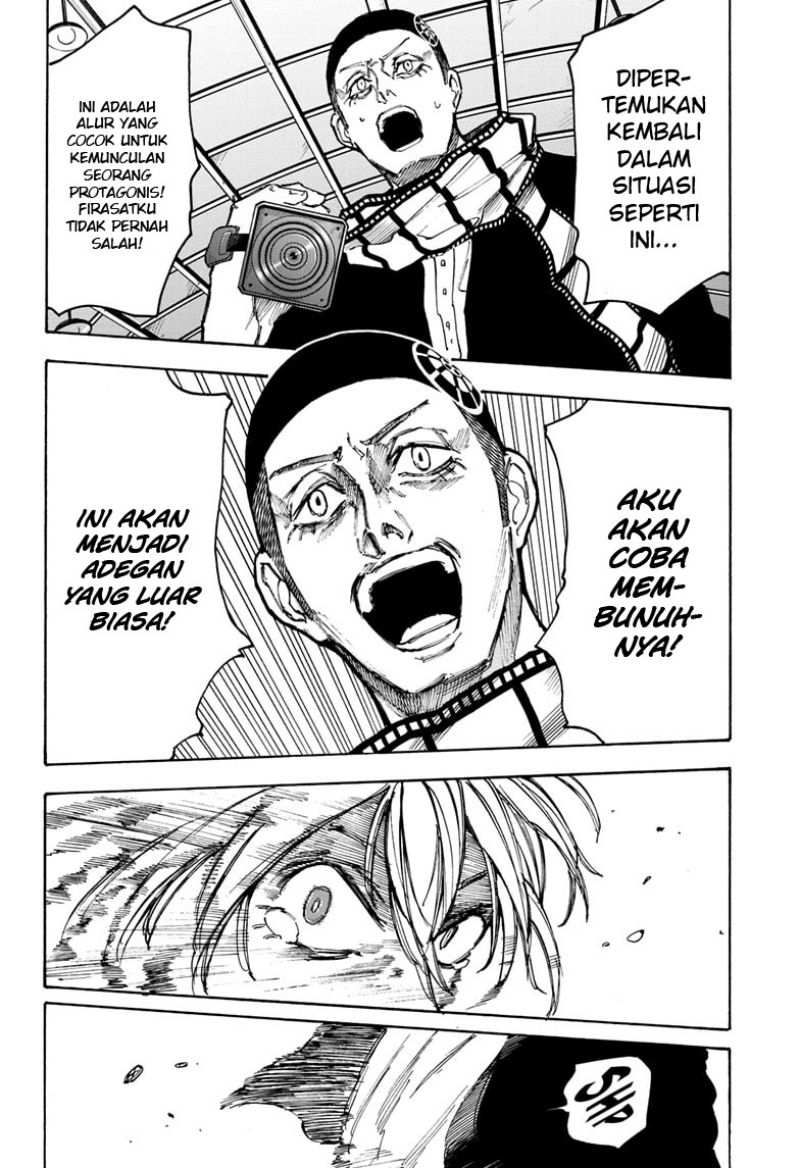 DIPER-
TEMUKAN
KEMBALI
DALAM
SITUASI
SEPERTI
INI...
INI ADALAH
ALUR YANG
COCOK UNTUK
KEMUNCULAN
SEORANG
PROTAGONIS!
FIRASATKU
TIDAK PERNAH
SALAH!
AKU
AKAN
COBA
MEM-
BUNUH-
NYA!
INI AKAN
MENJADI
ADEGAN
YANG LUAR
BIASA!
SHP